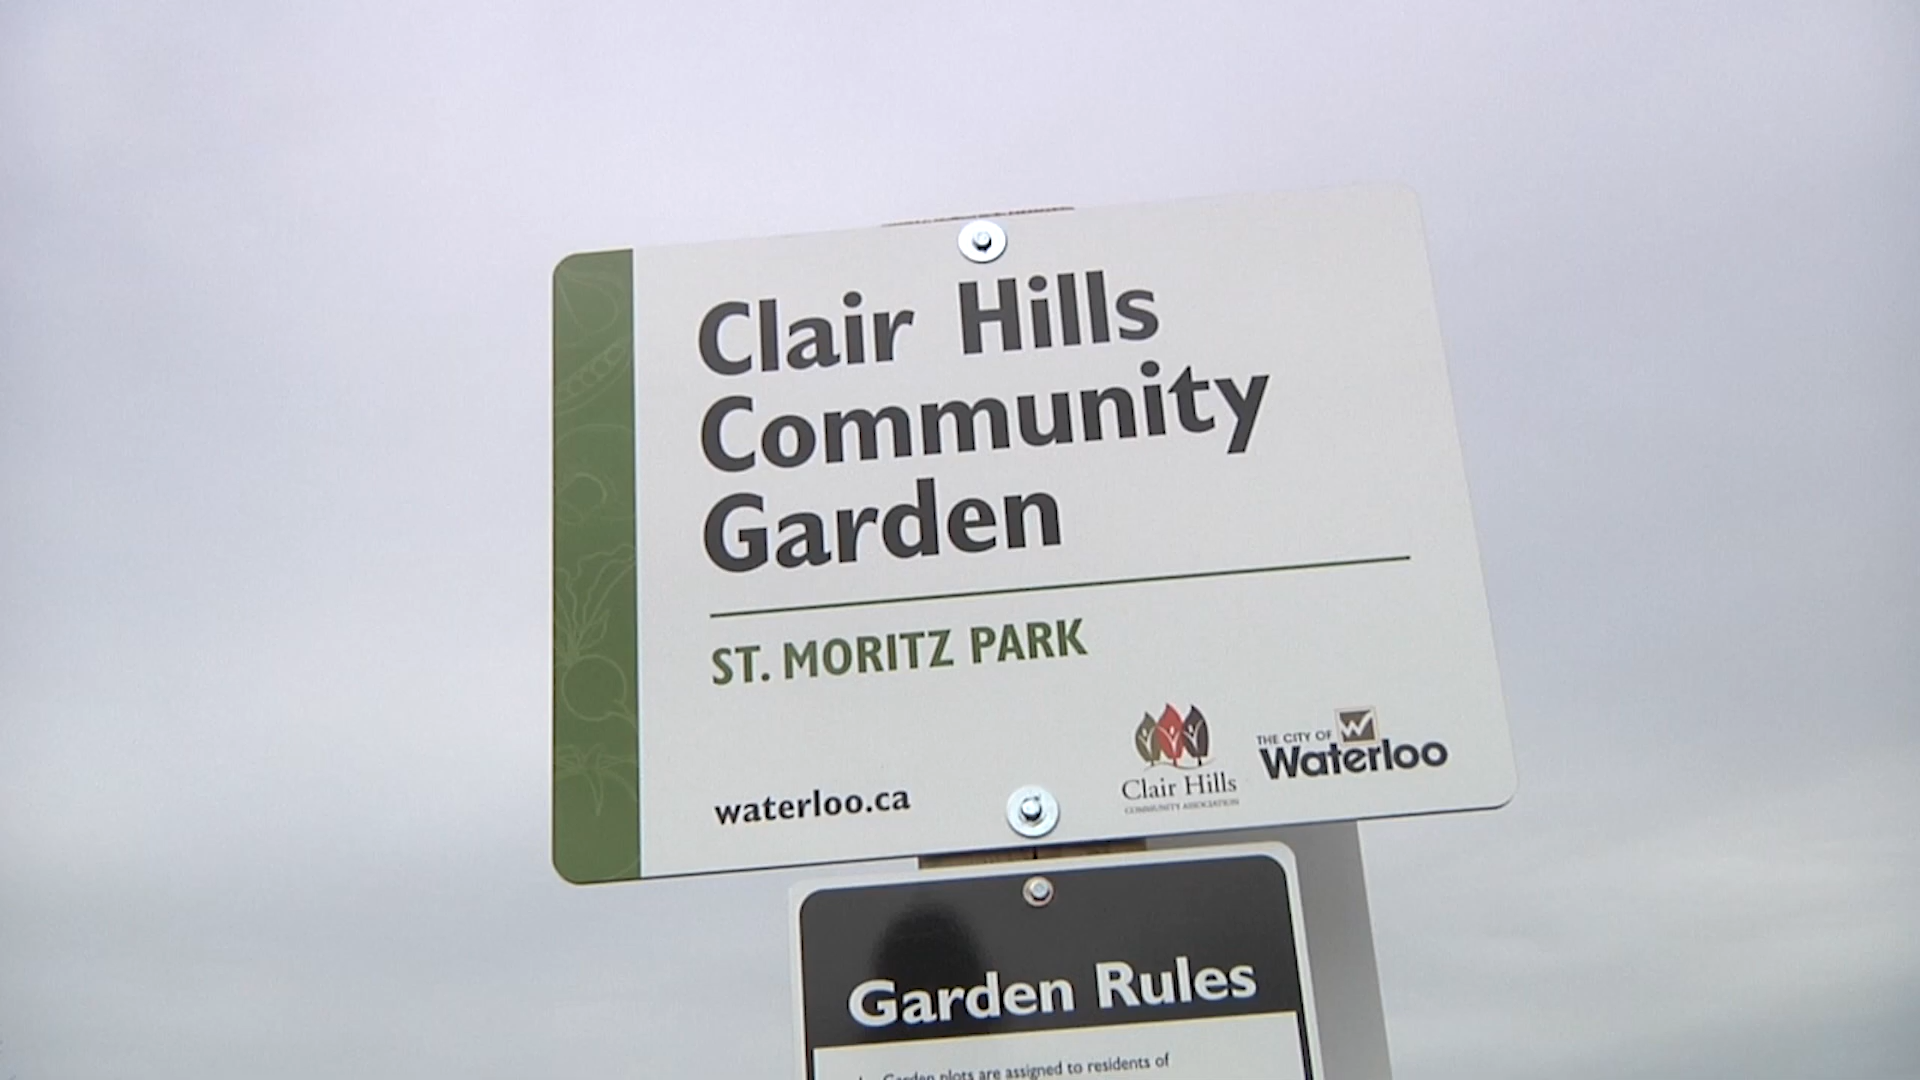 Clair Hills
Community
Garden
ST. MORITZ PARK
waterloo.ca
Clair Hills
COMMUNITY ASSOCIATION
THE CITY OF W
Waterloo
Garden Rules
Garden plots are assigned to residents of